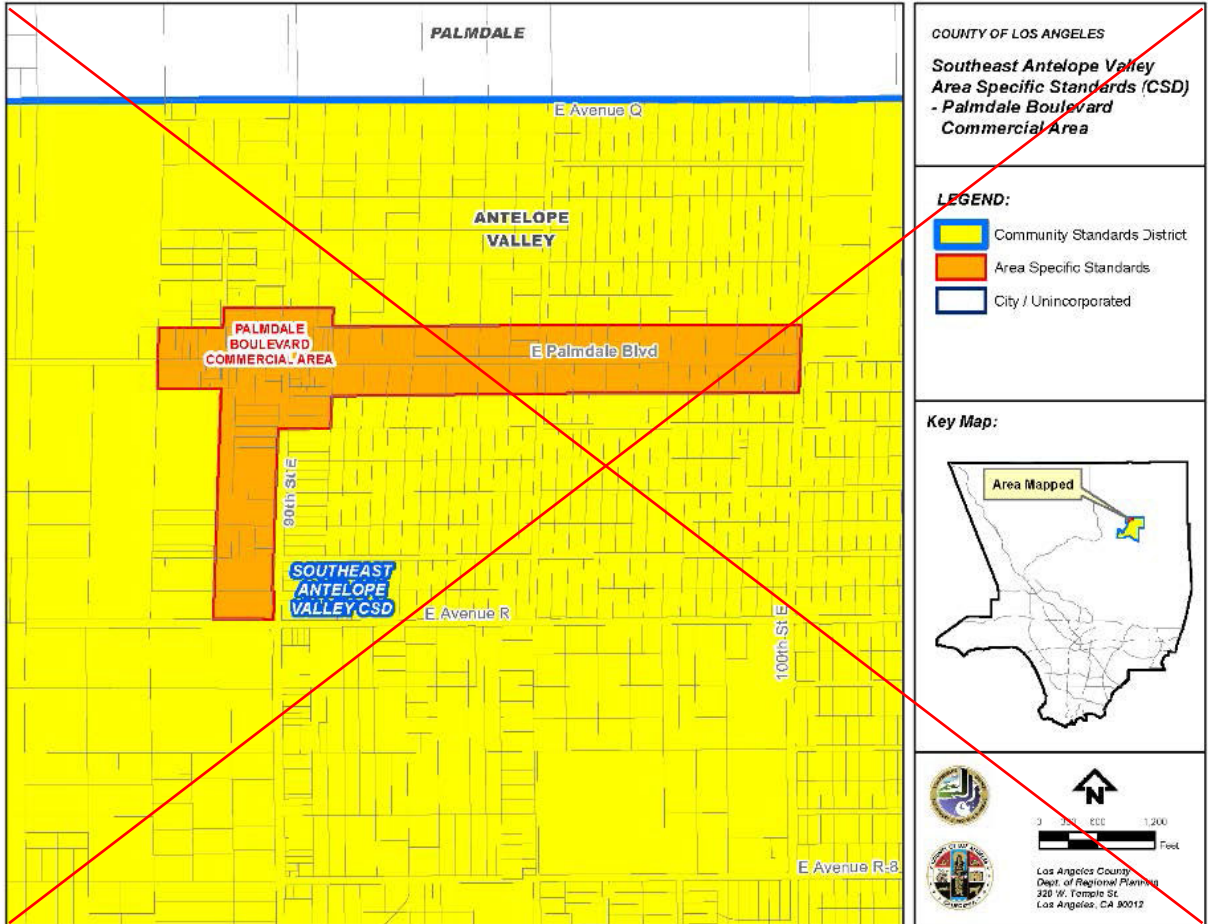 PALMDALE
E Avenue Q
ANTELOPE
VALLEY
PALMDALE
BOULEVARD
COMMERCIAL AREA
E Palmdale Blvd
90th St E
SOUTHEAST
ANTELOPE
VALLEY CSD
E Avenue R
100th St E
E Avenue R-8
COUNTY OF LOS ANGELES
Southeast Antelope Valley
Area Specific Standards (CSD)
- Palmdale Boulevard
Commercial Area
LEGEND:
Community Standards District
Area Specific Standards
City / Unincorporated
Key Map:
Area Mapped
N
0 600 1,200
Feet
Los Angeles County
Dept. of Regional Planning
320 W. Temple St.
Los Angeles, CA 90012